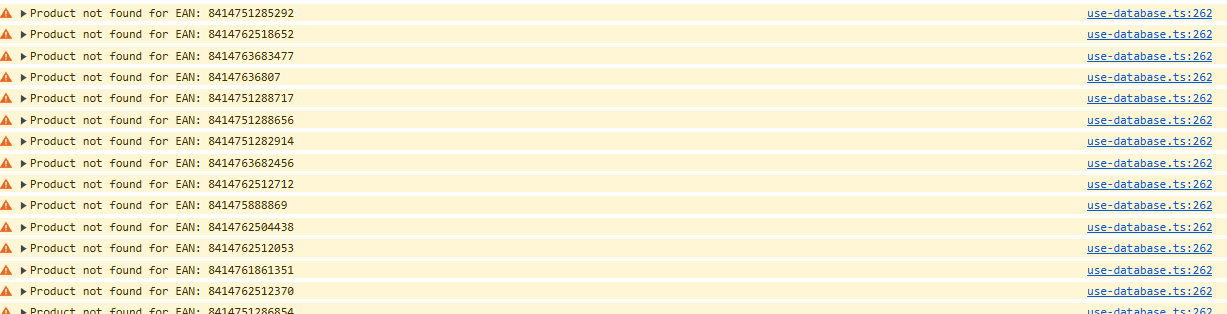 Product not found for EAN: 8414751285292 use-database.ts:262
Product not found for EAN: 8414762518652 use-database.ts:262
Product not found for EAN: 8414763683477 use-database.ts:262
Product not found for EAN: 84147636807 use-database.ts:262
Product not found for EAN: 8414751288717 use-database.ts:262
Product not found for EAN: 8414751288656 use-database.ts:262
Product not found for EAN: 8414751282914 use-database.ts:262
Product not found for EAN: 8414763682456 use-database.ts:262
Product not found for EAN: 8414762512712 use-database.ts:262
Product not found for EAN: 841475888869 use-database.ts:262
Product not found for EAN: 8414762504438 use-database.ts:262
Product not found for EAN: 8414762512053 use-database.ts:262
Product not found for EAN: 8414761861351 use-database.ts:262
Product not found for EAN: 8414762512370 use-database.ts:262
Product not found for EAN: 8414751286854 use-database.ts:262